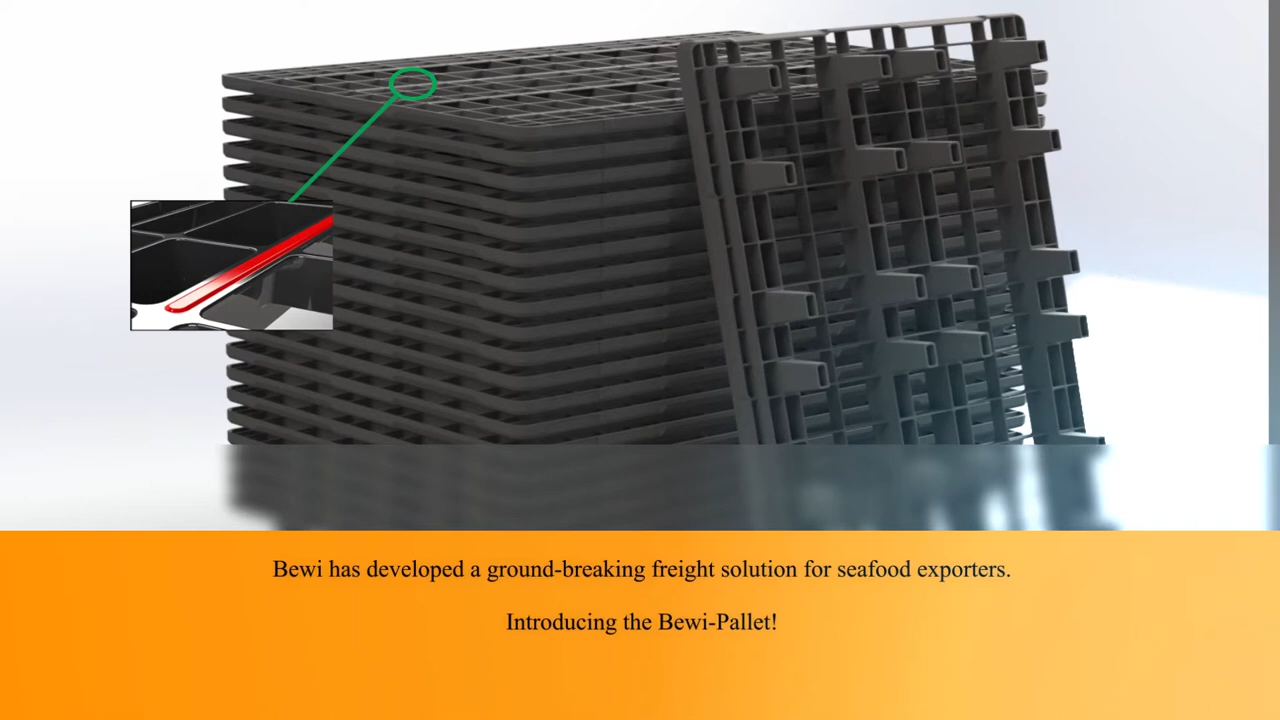 Bewi has developed a ground-breaking freight solution for seafood exporters.
Introducing the Bewi-Pallet!